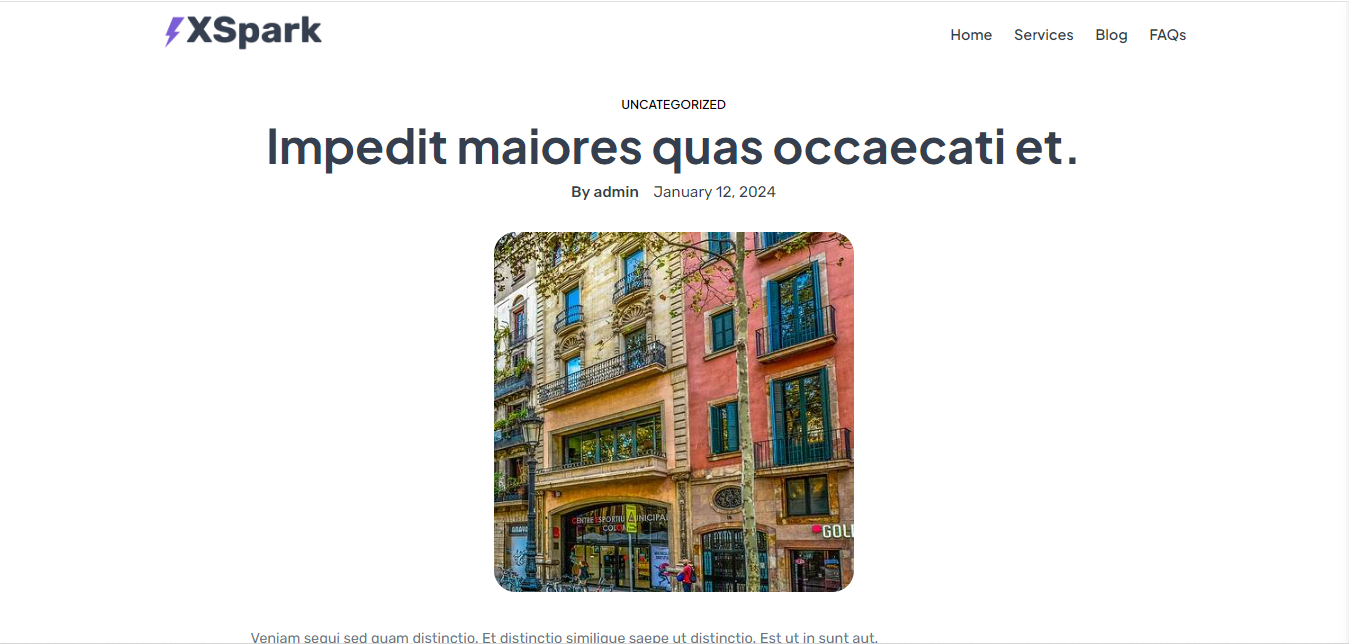 XSpark
Home Services Blog FAQs
UNCATEGORIZED
Impedit maiores quas occaecati et.
By admin January 12, 2024
CENTRE ESPORTIU MUNICIPAL
COLOM
GOL
Veniam sequi sed quam distinctio. Et distinctio similique saepe ut distinctio. Est ut in sunt aut.